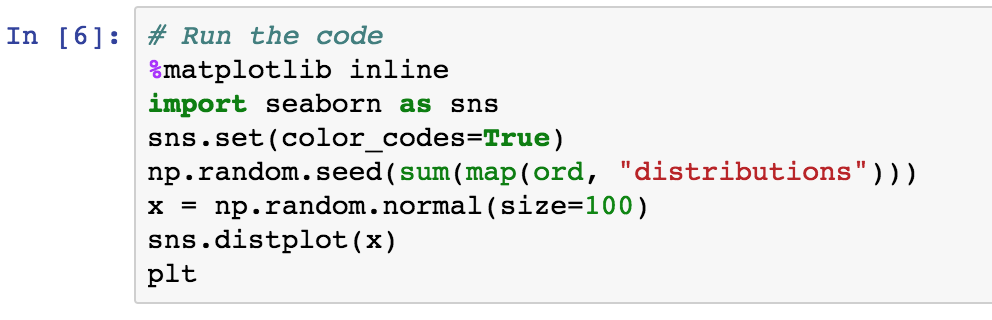 In [6]: # Run the code
%matplotlib inline
import seaborn as sns
sns.set(color_codes=True)
np.random.seed(sum(map(ord, "distributions")))
x = np.random.normal(size=100)
sns.distplot(x)
plt